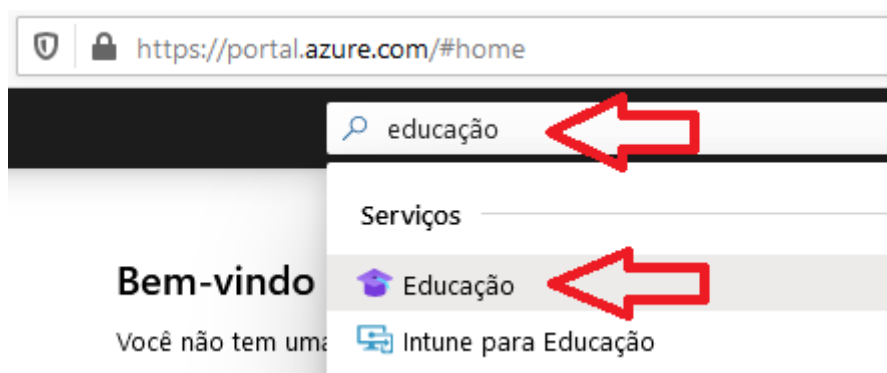 https://portal.azure.com/#home
educação
Serviços
Bem-vindo
Educação
Você não tem uma
Intune para Educação